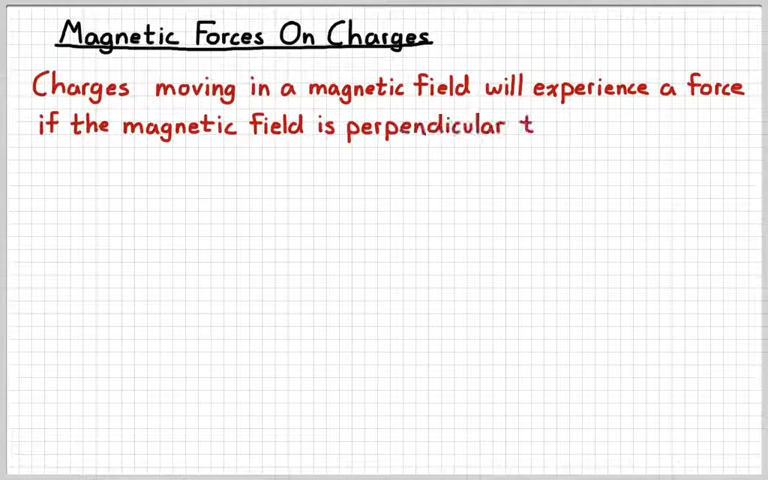 Magnetic Forces On Charges
Charges moving in a magnetic field will experience a force
if the magnetic field is perpendicular t